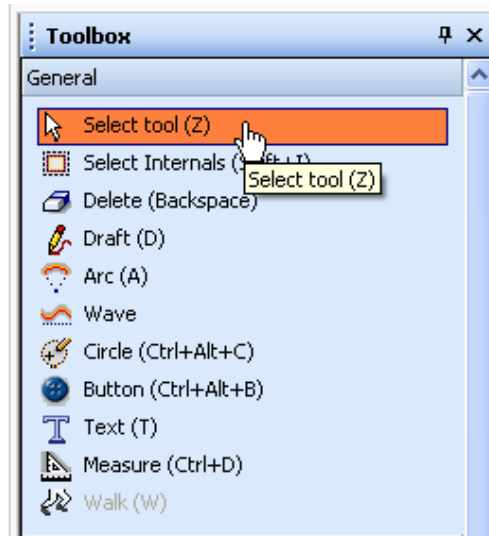 Toolbox
General
Select tool (Z)
Select Internals (Shift+I)
Select tool (Z)
Delete (Backspace)
Draft (D)
Arc (A)
Wave
Circle (Ctrl+Alt+C)
Button (Ctrl+Alt+B)
Text (T)
Measure (Ctrl+D)
Walk (W)